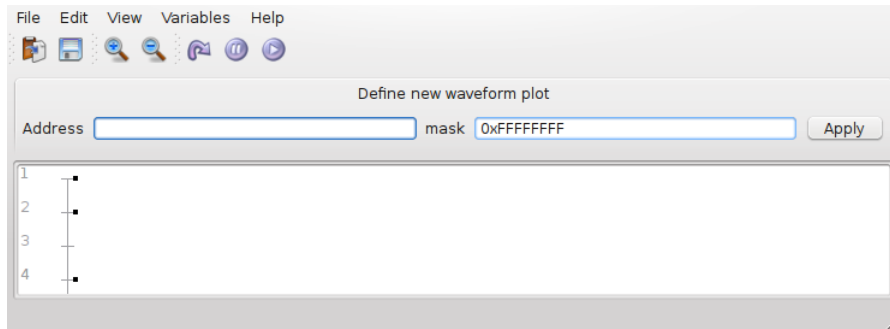 File Edit View Variables Help
Define new waveform plot
Address mask 0xFFFFFFFF Apply
1
2
3
4